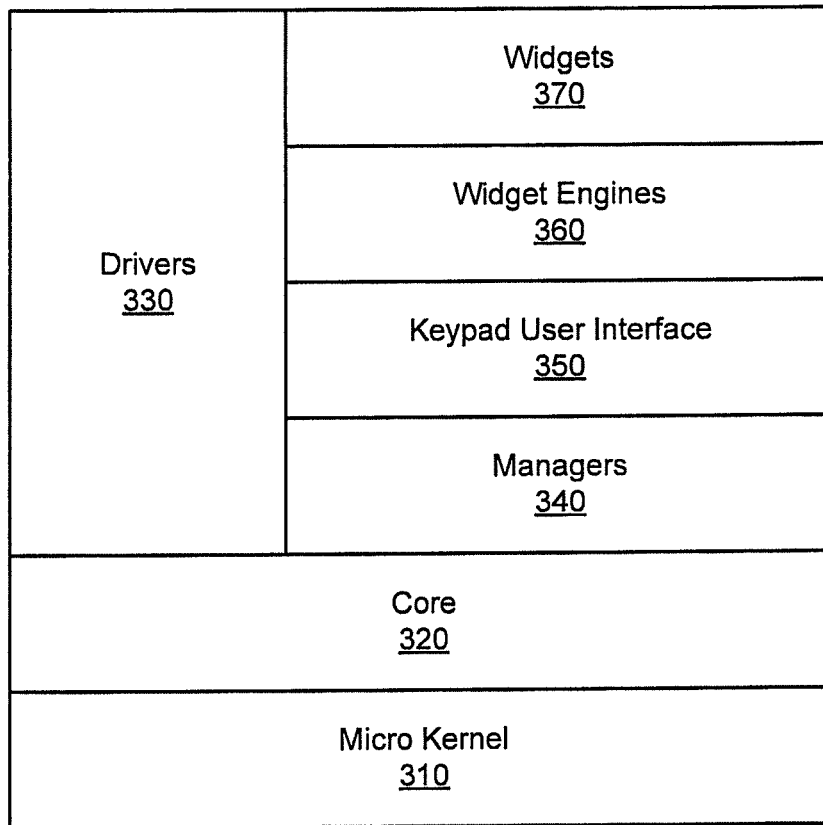 Widgets
370
Widget Engines
360
Drivers
330
Keypad User Interface
350
Managers
340
Core
320
Micro Kernel
310